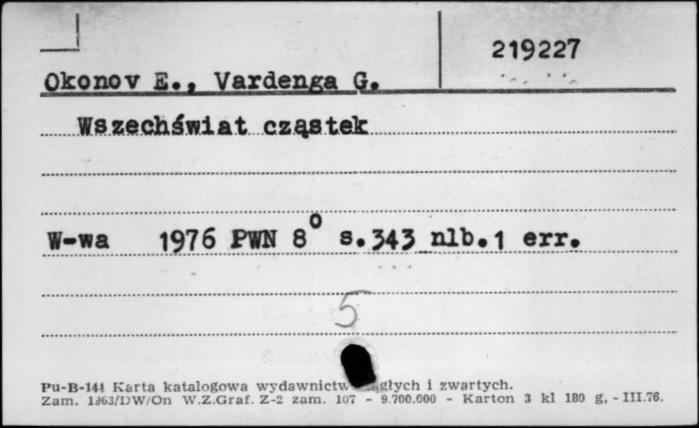 219227
Okonov E., Vardenga G.
Wszechświat cząstek
W-wa 1976 PWN 8° s.343 nlb.1 err.
5
Pu-B-144 Karta katalogowa wydawnictw i zwartych.
Zam. 1363/DW/On W.Z.Graf. Z-2 zam. 107 - 9.700.000 - Karton 3 kl 180 g, - III.76.